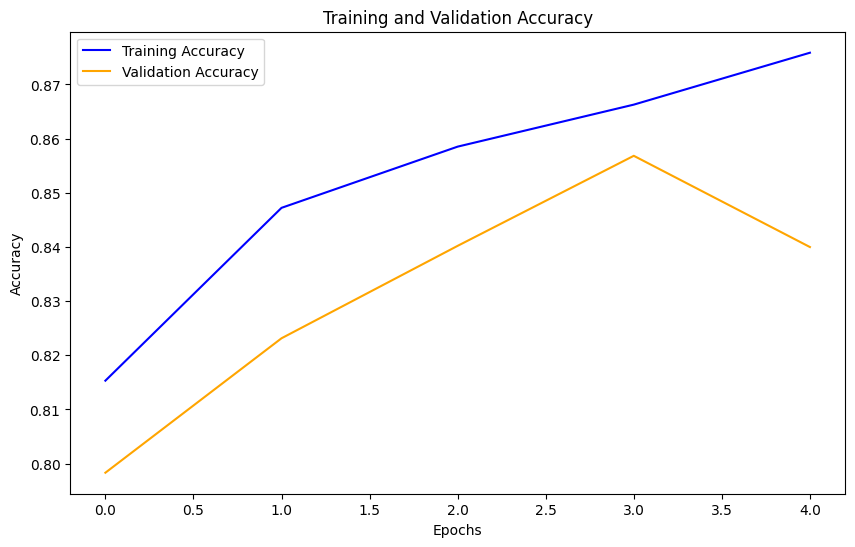 Training and Validation Accuracy
Training Accuracy
Validation Accuracy
0.87
0.86
0.85
0.84
0.83
0.82
0.81
0.80
Accuracy
0.0 0.5 1.0 1.5 2.0 2.5 3.0 3.5 4.0
Epochs